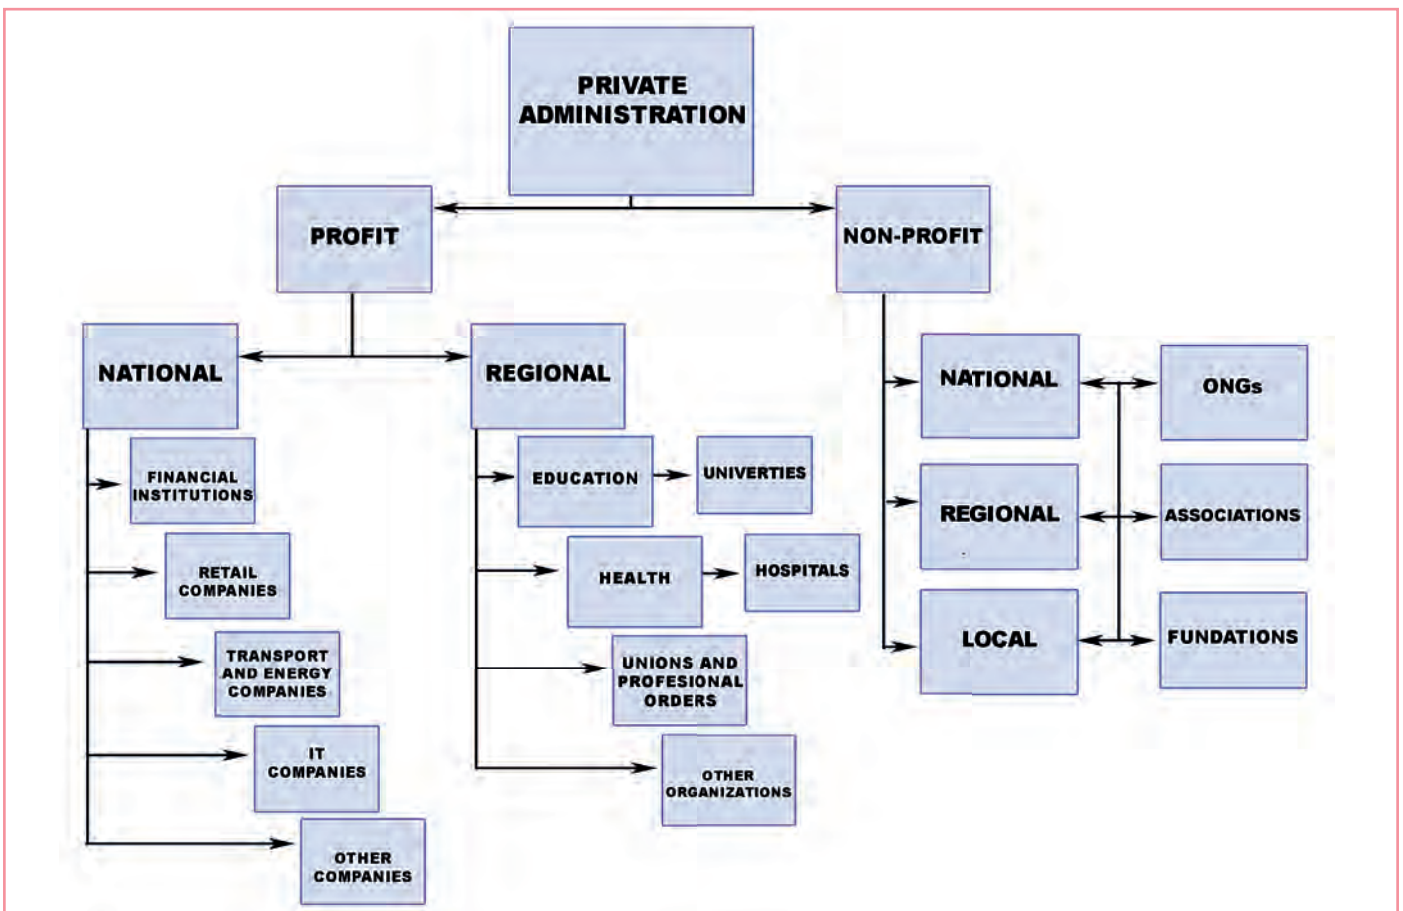 PRIVATE
ADMINISTRATION
PROFIT
NON-PROFIT
NATIONAL
FINANCIAL
INSTITUTIONS
RETAIL
COMPANIES
TRANSPORT
AND ENERGY
COMPANIES
IT
COMPANIES
OTHER
COMPANIES
REGIONAL
EDUCATION
UNIVERTIES
HEALTH
HOSPITALS
UNIONS AND
PROFESIONAL
ORDERS
OTHER
ORGANIZATIONS
NATIONAL
ONGs
REGIONAL
ASSOCIATIONS
LOCAL
FUNDATIONS